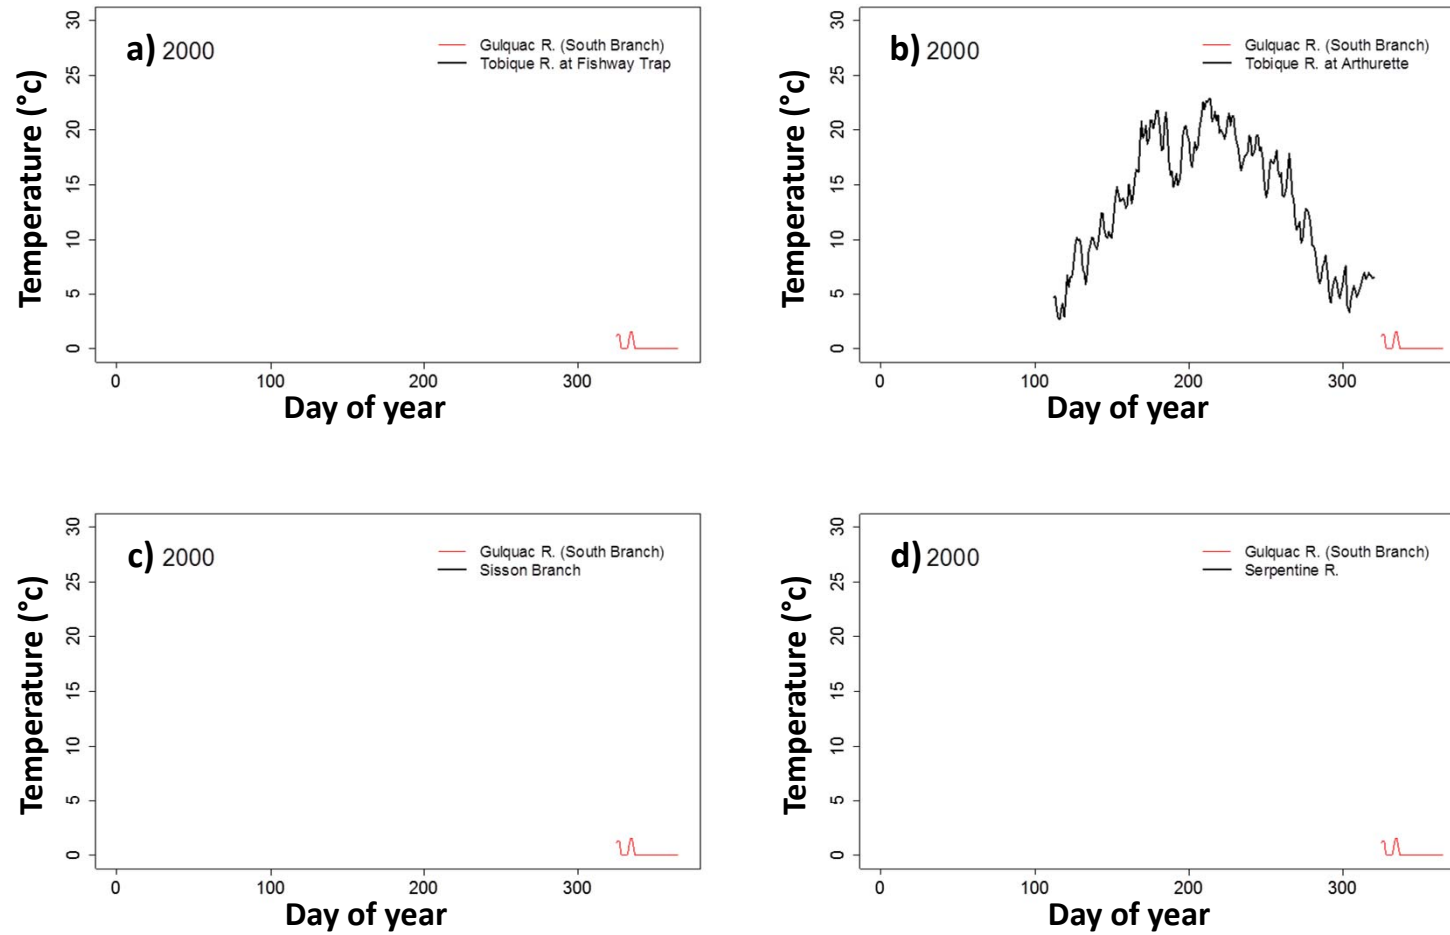 a) 2000
Gulquac R. (South Branch)
Tobique R. at Fishway Trap
Temperature (°c)
30
25
20
15
10
5
0
0 100 200 300
Day of year
b) 2000
Gulquac R. (South Branch)
Tobique R. at Arthurette
Temperature (°c)
30
25
20
15
10
5
0
0 100 200 300
Day of year
c) 2000
Gulquac R. (South Branch)
Sisson Branch
Temperature (°c)
30
25
20
15
10
5
0
0 100 200 300
Day of year
d) 2000
Gulquac R. (South Branch)
Serpentine R.
Temperature (°c)
30
25
20
15
10
5
0
0 100 200 300
Day of year